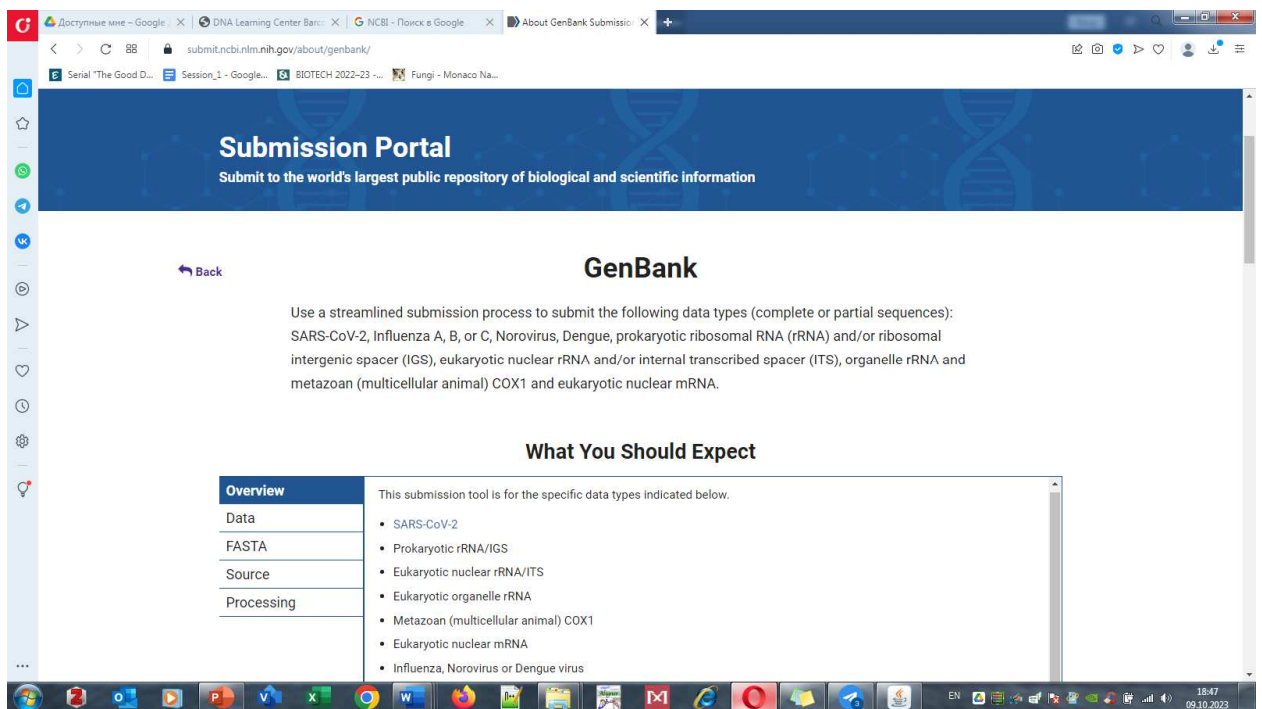 Доступные мне – Google
DNA Learning Center Barc
NCBI - Поиск в Google
About GenBank Submissio
submit.ncbi.nlm.nih.gov/about/genbank/
Serial "The Good D...
Session_1 - Google...
BIOTECH 2022–23 -...
Fungi - Monaco Na...
Submission Portal
Submit to the world's largest public repository of biological and scientific information
Back
GenBank
Use a streamlined submission process to submit the following data types (complete or partial sequences):
SARS-CoV-2, Influenza A, B, or C, Norovirus, Dengue, prokaryotic ribosomal RNA (rRNA) and/or ribosomal
intergenic spacer (IGS), eukaryotic nuclear rRNA and/or internal transcribed spacer (ITS), organelle rRNA and
metazoan (multicellular animal) COX1 and eukaryotic nuclear mRNA.
What You Should Expect
Overview
Data
FASTA
Source
Processing
This submission tool is for the specific data types indicated below.
• SARS-CoV-2
• Prokaryotic rRNA/IGS
• Eukaryotic nuclear rRNA/ITS
• Eukaryotic organelle rRNA
• Metazoan (multicellular animal) COX1
• Eukaryotic nuclear mRNA
• Influenza, Norovirus or Dengue virus
EN
18:47
09.10.2023